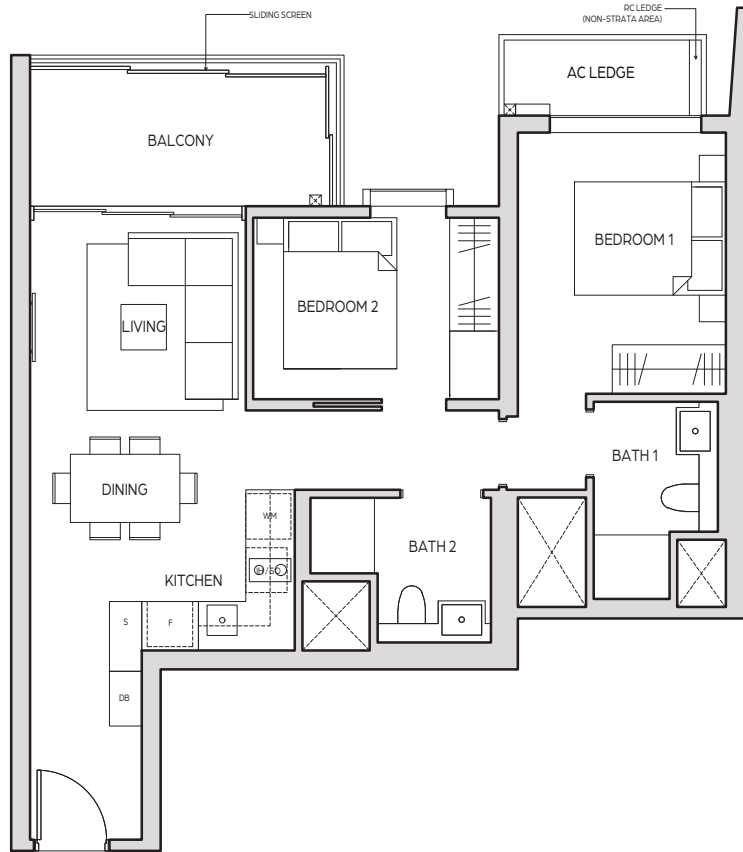 SLIDING SCREEN
RC LEDGE
(NON-STRATA AREA)
AC LEDGE
BALCONY
BEDROOM 1
BEDROOM 2
LIVING
BATH 1
DINING
WM
BATH 2
H/SO
KITCHEN
S
F
DB